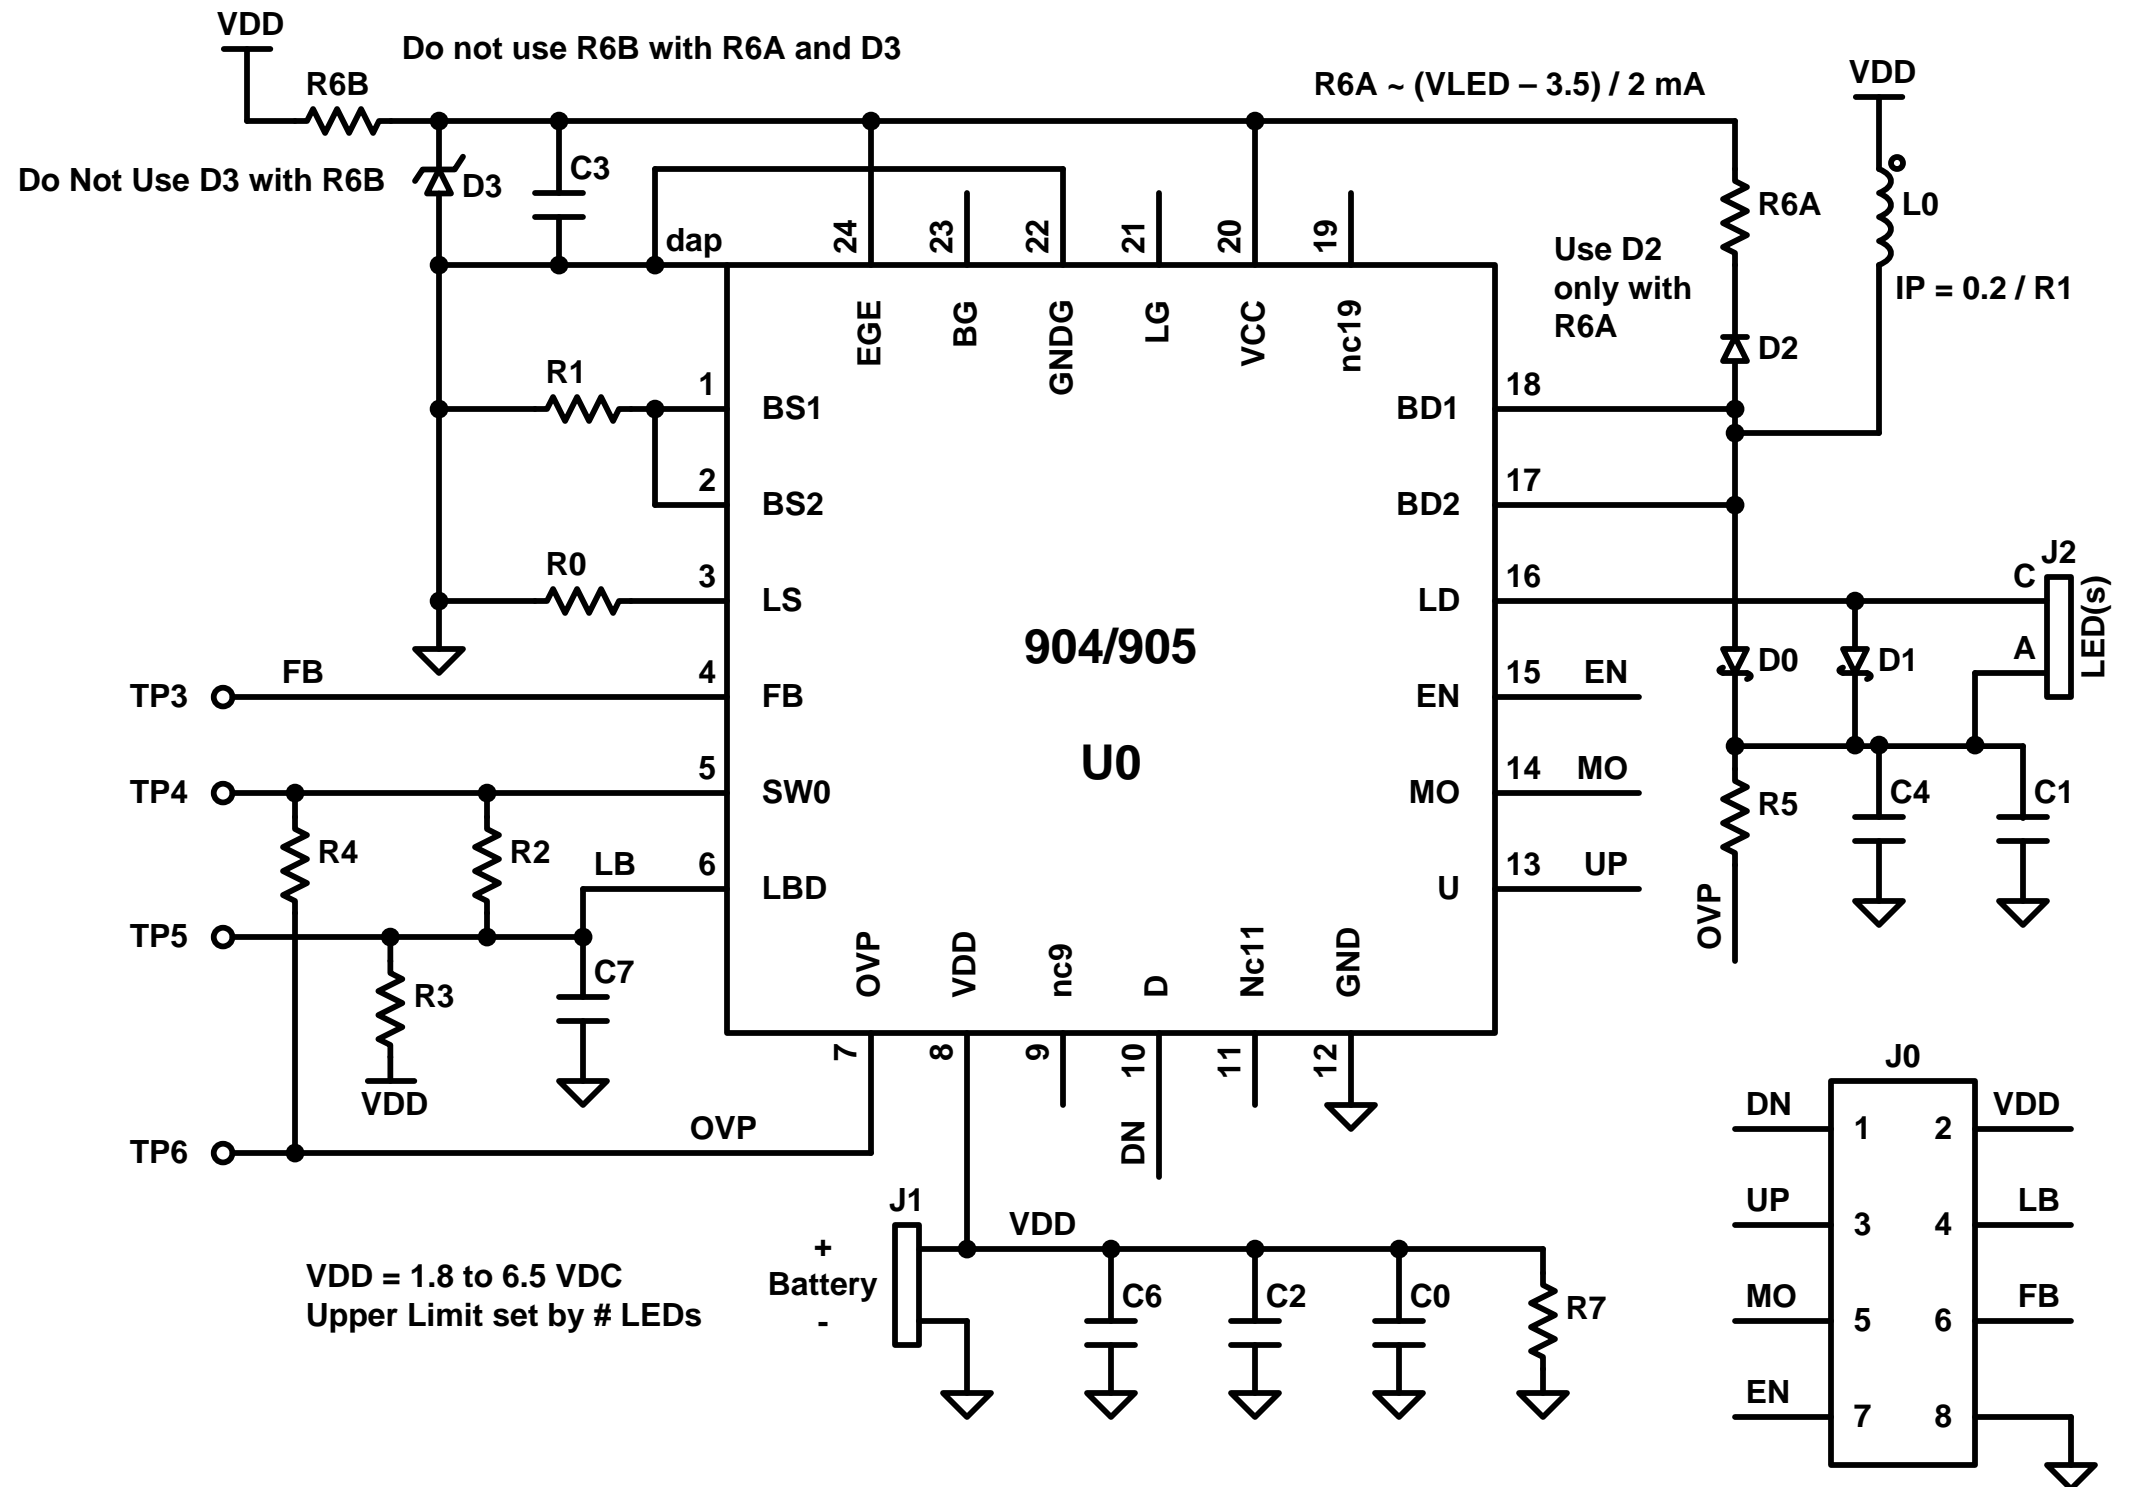 VDD
Do not use R6B with R6A and D3
R6B
R6A ~ (VLED – 3.5) / 2 mA
VDD
Do Not Use D3 with R6B
D3
C3
R6A
L0
dap
24
23
22
21
20
19
Use D2
only with
R6A
IP = 0.2 / R1
EGE
BG
GNDG
LG
VCC
nc19
D2
R1
1
BS1
BD1
18
2
BS2
BD2
17
R0
3
LS
LD
16
J2
C
A
LED(s)
904/905
U0
TP3
FB
4
FB
EN
15
EN
D0
D1
TP4
5
SW0
MO
14
MO
R5
C4
C1
R4
R2
LB
6
LBD
U
13
UP
OVP
TP5
R3
C7
VDD
OVP
VDD
nc9
D
Nc11
GND
7
8
9
10
11
12
DN
TP6
OVP
J1
+
Battery
-
VDD
C6
C2
C0
R7
VDD = 1.8 to 6.5 VDC
Upper Limit set by # LEDs
J0
DN
1
2
VDD
UP
3
4
LB
MO
5
6
FB
EN
7
8